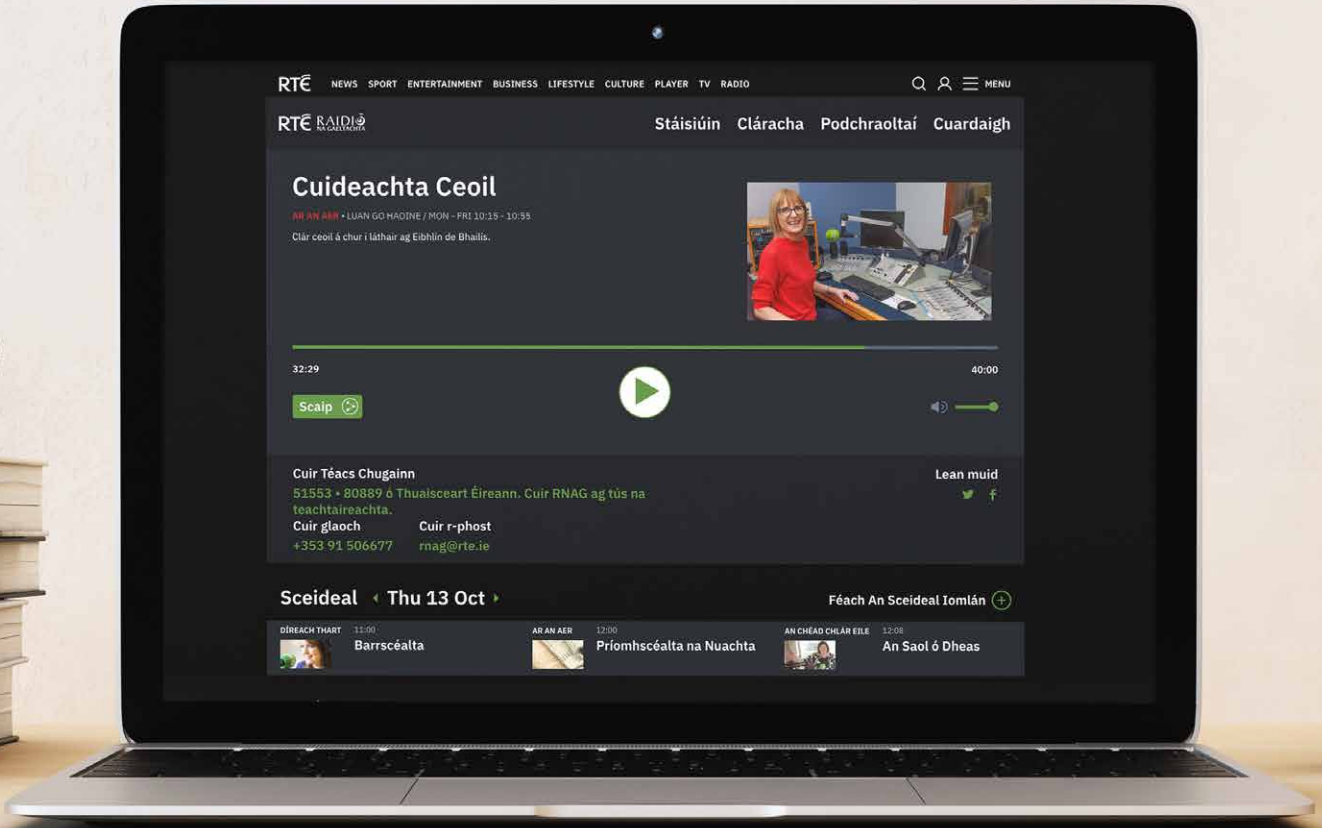 RTÉ NEWS SPORT ENTERTAINMENT BUSINESS LIFESTYLE CULTURE PLAYER TV RADIO MENU
RTÉ RAIDIÓ NA GAELTACHTA Stáisiúin Cláracha Podchraoltaí Cuardaigh
Cuideachta Ceoil
AR AN AER • LUAN GO HAOINE / MON - FRI 10:15 - 10:55
Clár ceoil á chur i láthair ag Eibhlín de Bhailís.
32:29 40:00
Scaip
Cuir Téacs Chugainn Lean muid
51553 • 80889 ó Thuaisceart Éireann. Cuir RNAG ag tús na
teachtaireachta.
Cuir glaoch Cuir r-phost
+353 91 506677 rnag@rte.ie
Sceideal Thu 13 Oct Féach An Sceideal Iomlán
DÍREACH THART 11:00 AR AN AER 12:00 AN CHÉAD CHLÁR EILE 12:08
Barrscéalta Príomhscéalta na Nuachta An Saol ó Dheas